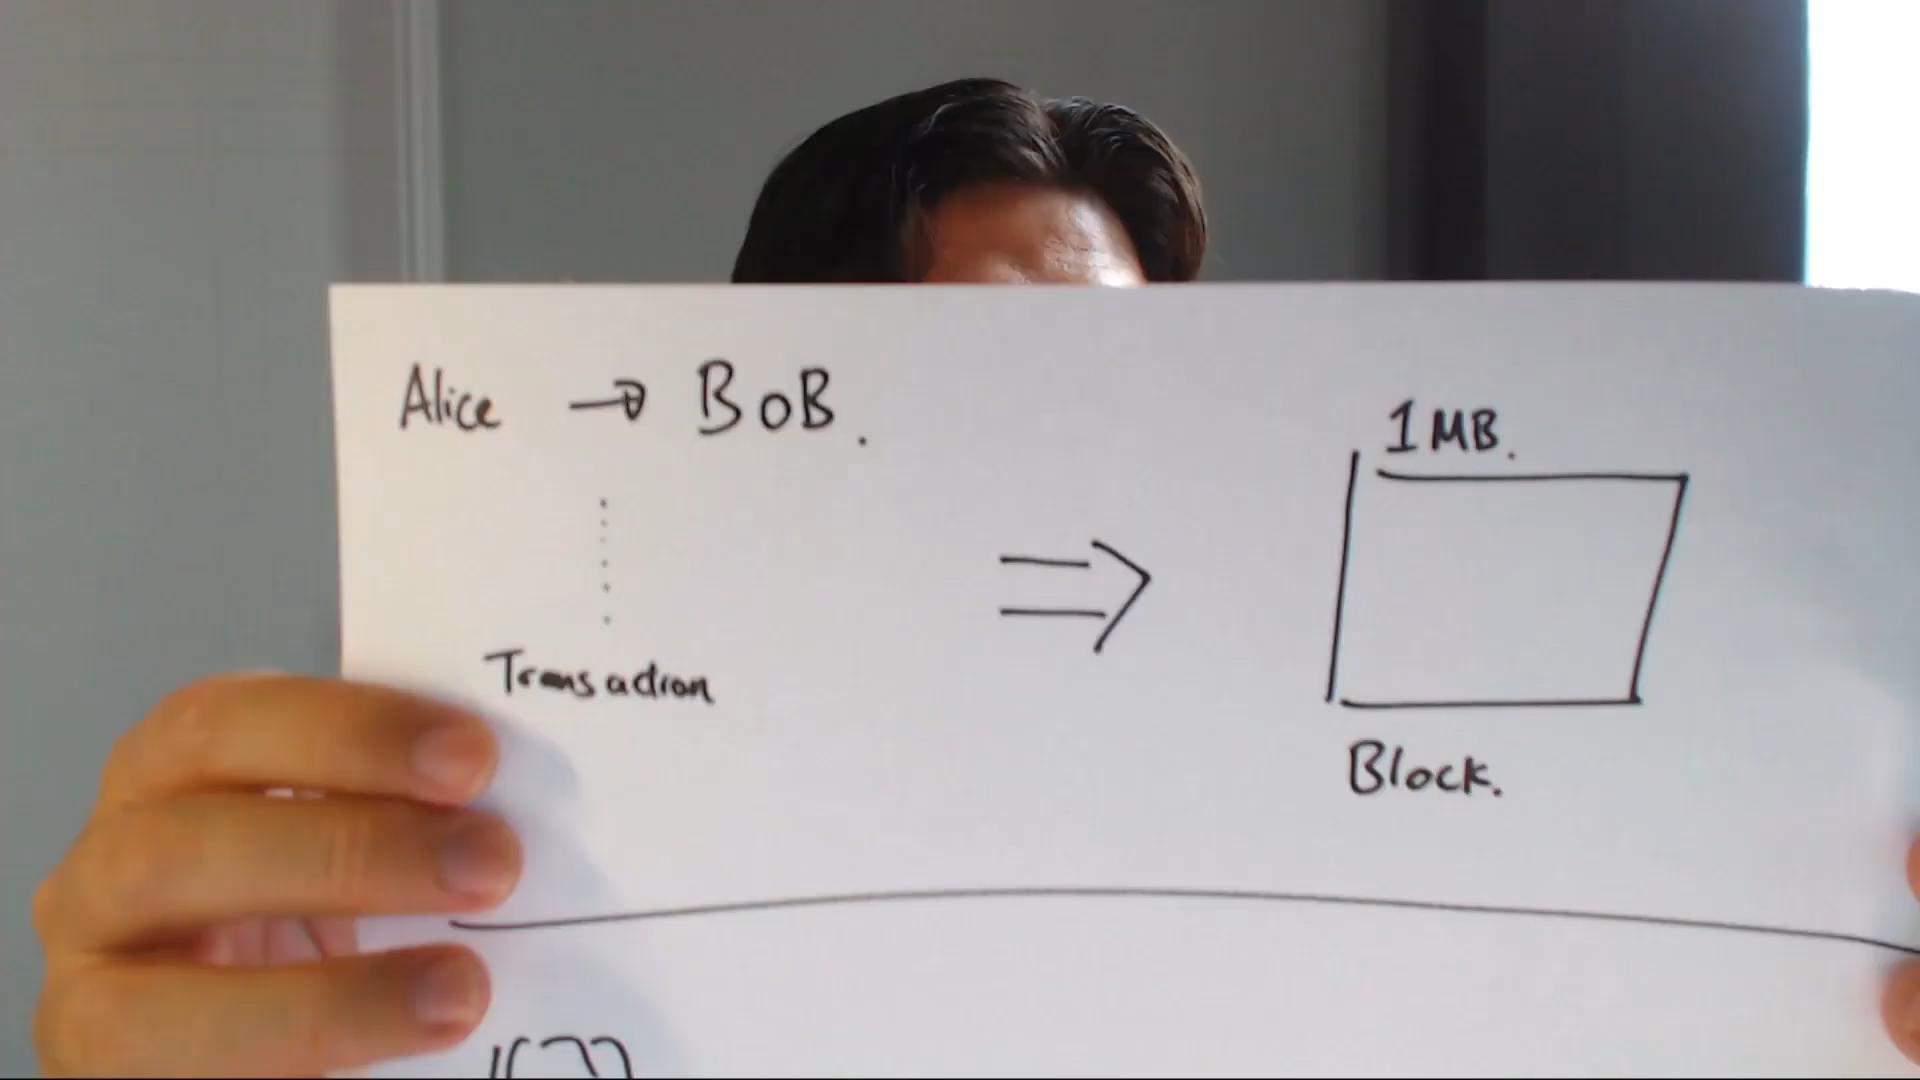 Alice → BoB.
1MB.
Transaction
Block.